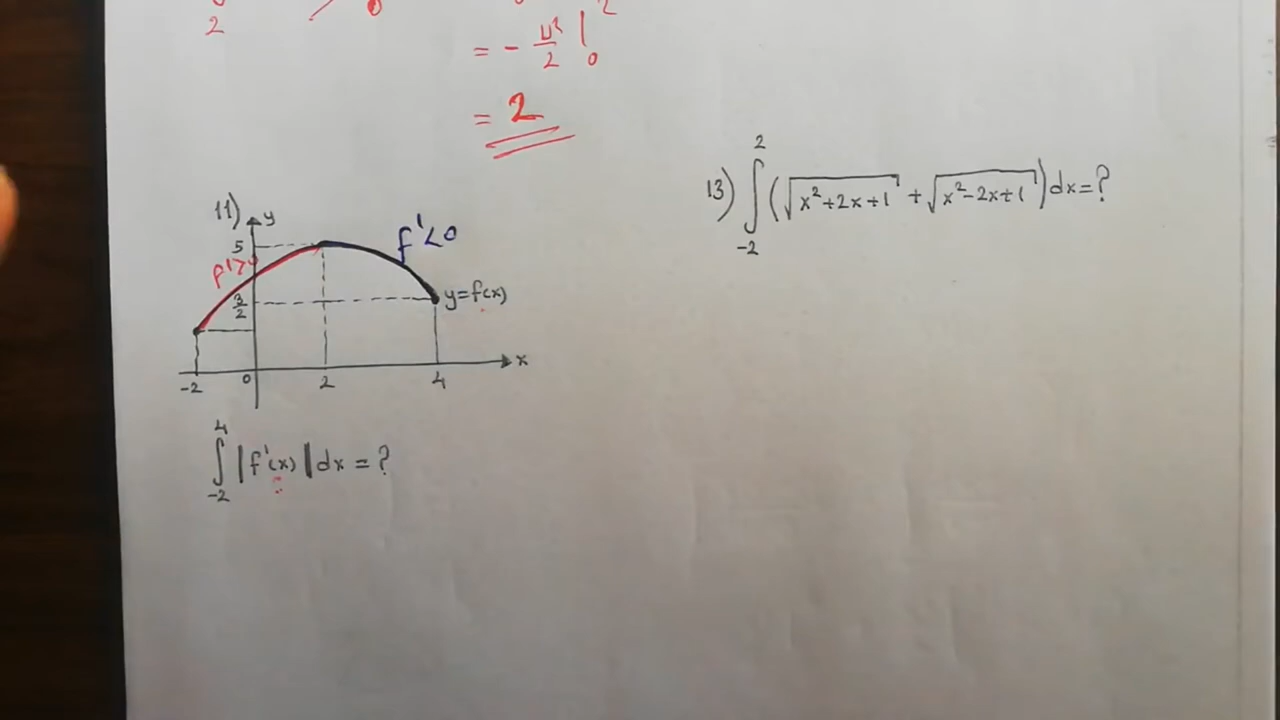 2
= - u²/2 |₀²
= 2
11)
y
5
f'>0
f'<0
3/2
y=f(x)
-2 0 2 4 x
∫₋₂⁴ |f'(x)| dx = ?
13) ∫₋₂² (√(x²+2x+1) + √(x²-2x+1)) dx = ?